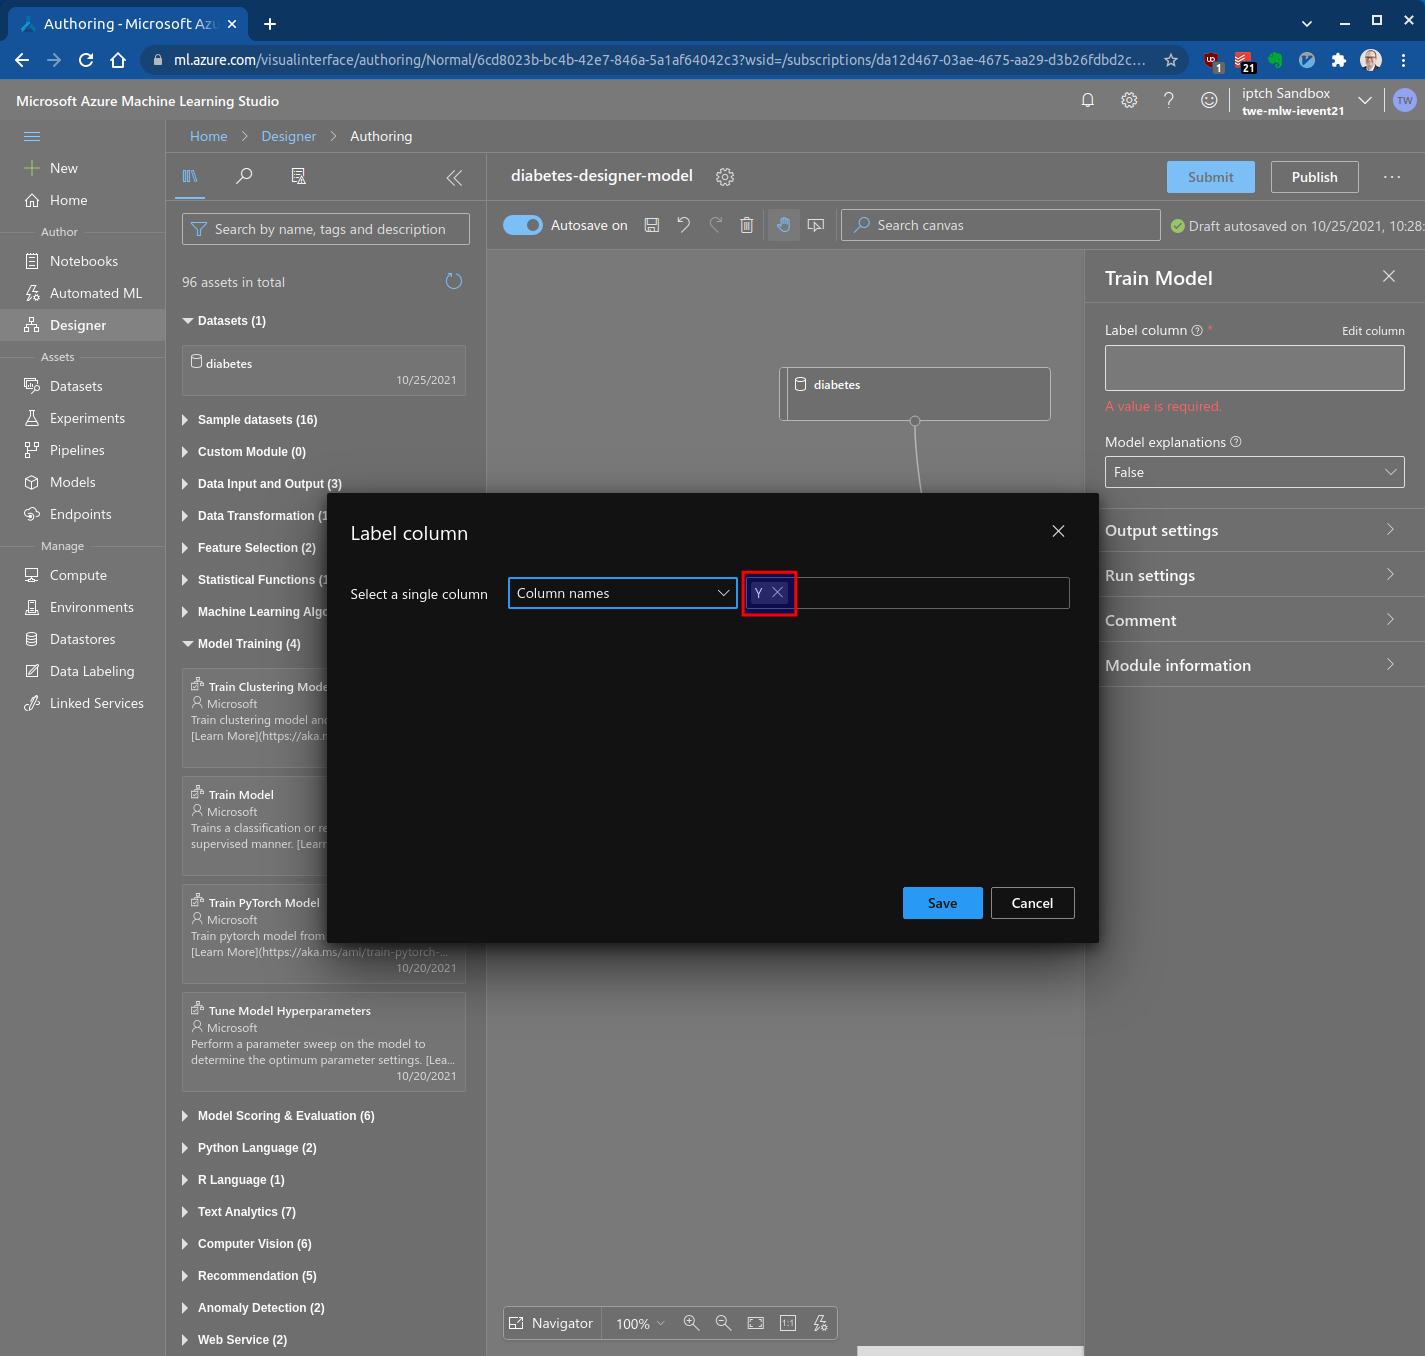 Authoring - Microsoft Azu
ml.azure.com/visualinterface/authoring/Normal/6cd8023b-bc4b-42e7-846a-5a1af64042c3?wsid=/subscriptions/da12d467-03ae-4675-aa29-d3b26fdbd2c...
1
21
Microsoft Azure Machine Learning Studio
iptch Sandbox
twe-mlw-ievent21
TW
New
Home
Author
Notebooks
Automated ML
Designer
Assets
Datasets
Experiments
Pipelines
Models
Endpoints
Manage
Compute
Environments
Datastores
Data Labeling
Linked Services
Home > Designer > Authoring
Search by name, tags and description
96 assets in total
Datasets (1)
diabetes
10/25/2021
Sample datasets (16)
Custom Module (0)
Data Input and Output (3)
Data Transformation (1
Feature Selection (2)
Statistical Functions (1
Machine Learning Algo
Model Training (4)
Train Clustering Mode
Microsoft
Train clustering model and
[Learn More](https://aka.m
Train Model
Microsoft
Trains a classification or re
supervised manner. [Learn
Train PyTorch Model
Microsoft
Train pytorch model from
[Learn More](https://aka.ms/aml/train-pytorch-...
10/20/2021
Tune Model Hyperparameters
Microsoft
Perform a parameter sweep on the model to
determine the optimum parameter settings. [Lea...
10/20/2021
Model Scoring & Evaluation (6)
Python Language (2)
R Language (1)
Text Analytics (7)
Computer Vision (6)
Recommendation (5)
Anomaly Detection (2)
Web Service (2)
diabetes-designer-model
Submit
Publish
Autosave on
Search canvas
Draft autosaved on 10/25/2021, 10:28:
diabetes
Label column
Select a single column
Column names
Y
Save
Cancel
Navigator
100%
1:1
Train Model
Label column *
Edit column
A value is required.
Model explanations
False
Output settings
Run settings
Comment
Module information